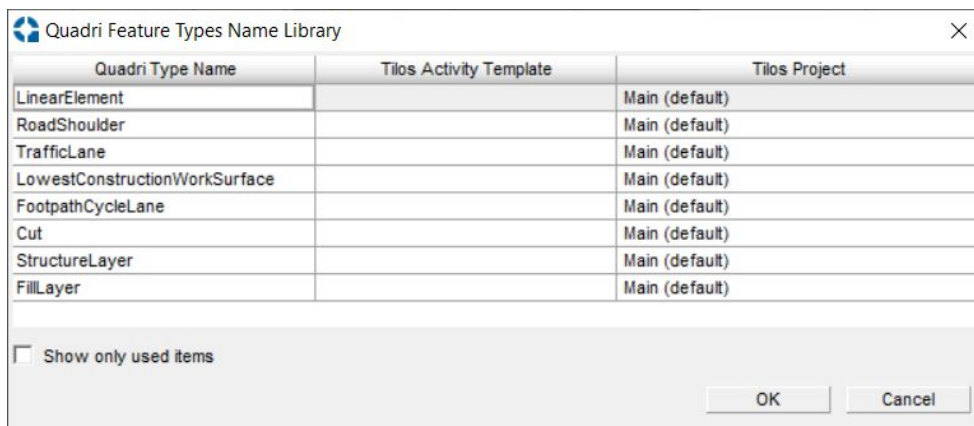 Quadri Feature Types Name Library
Quadri Type Name Tilos Activity Template Tilos Project
LinearElement Main (default)
RoadShoulder Main (default)
TrafficLane Main (default)
LowestConstructionWorkSurface Main (default)
FootpathCycleLane Main (default)
Cut Main (default)
StructureLayer Main (default)
FillLayer Main (default)
Show only used items
OK Cancel